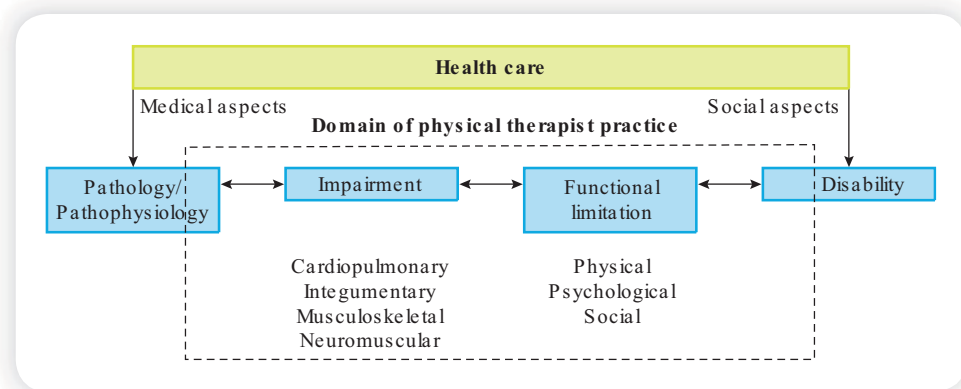 Health care
Medical aspects
Social aspects
Domain of physical therapist practice
Pathology/
Pathophysiology
Impairment
Functional
limitation
Disability
Cardiopulmonary
Integumentary
Musculoskeletal
Neuromuscular
Physical
Psychological
Social